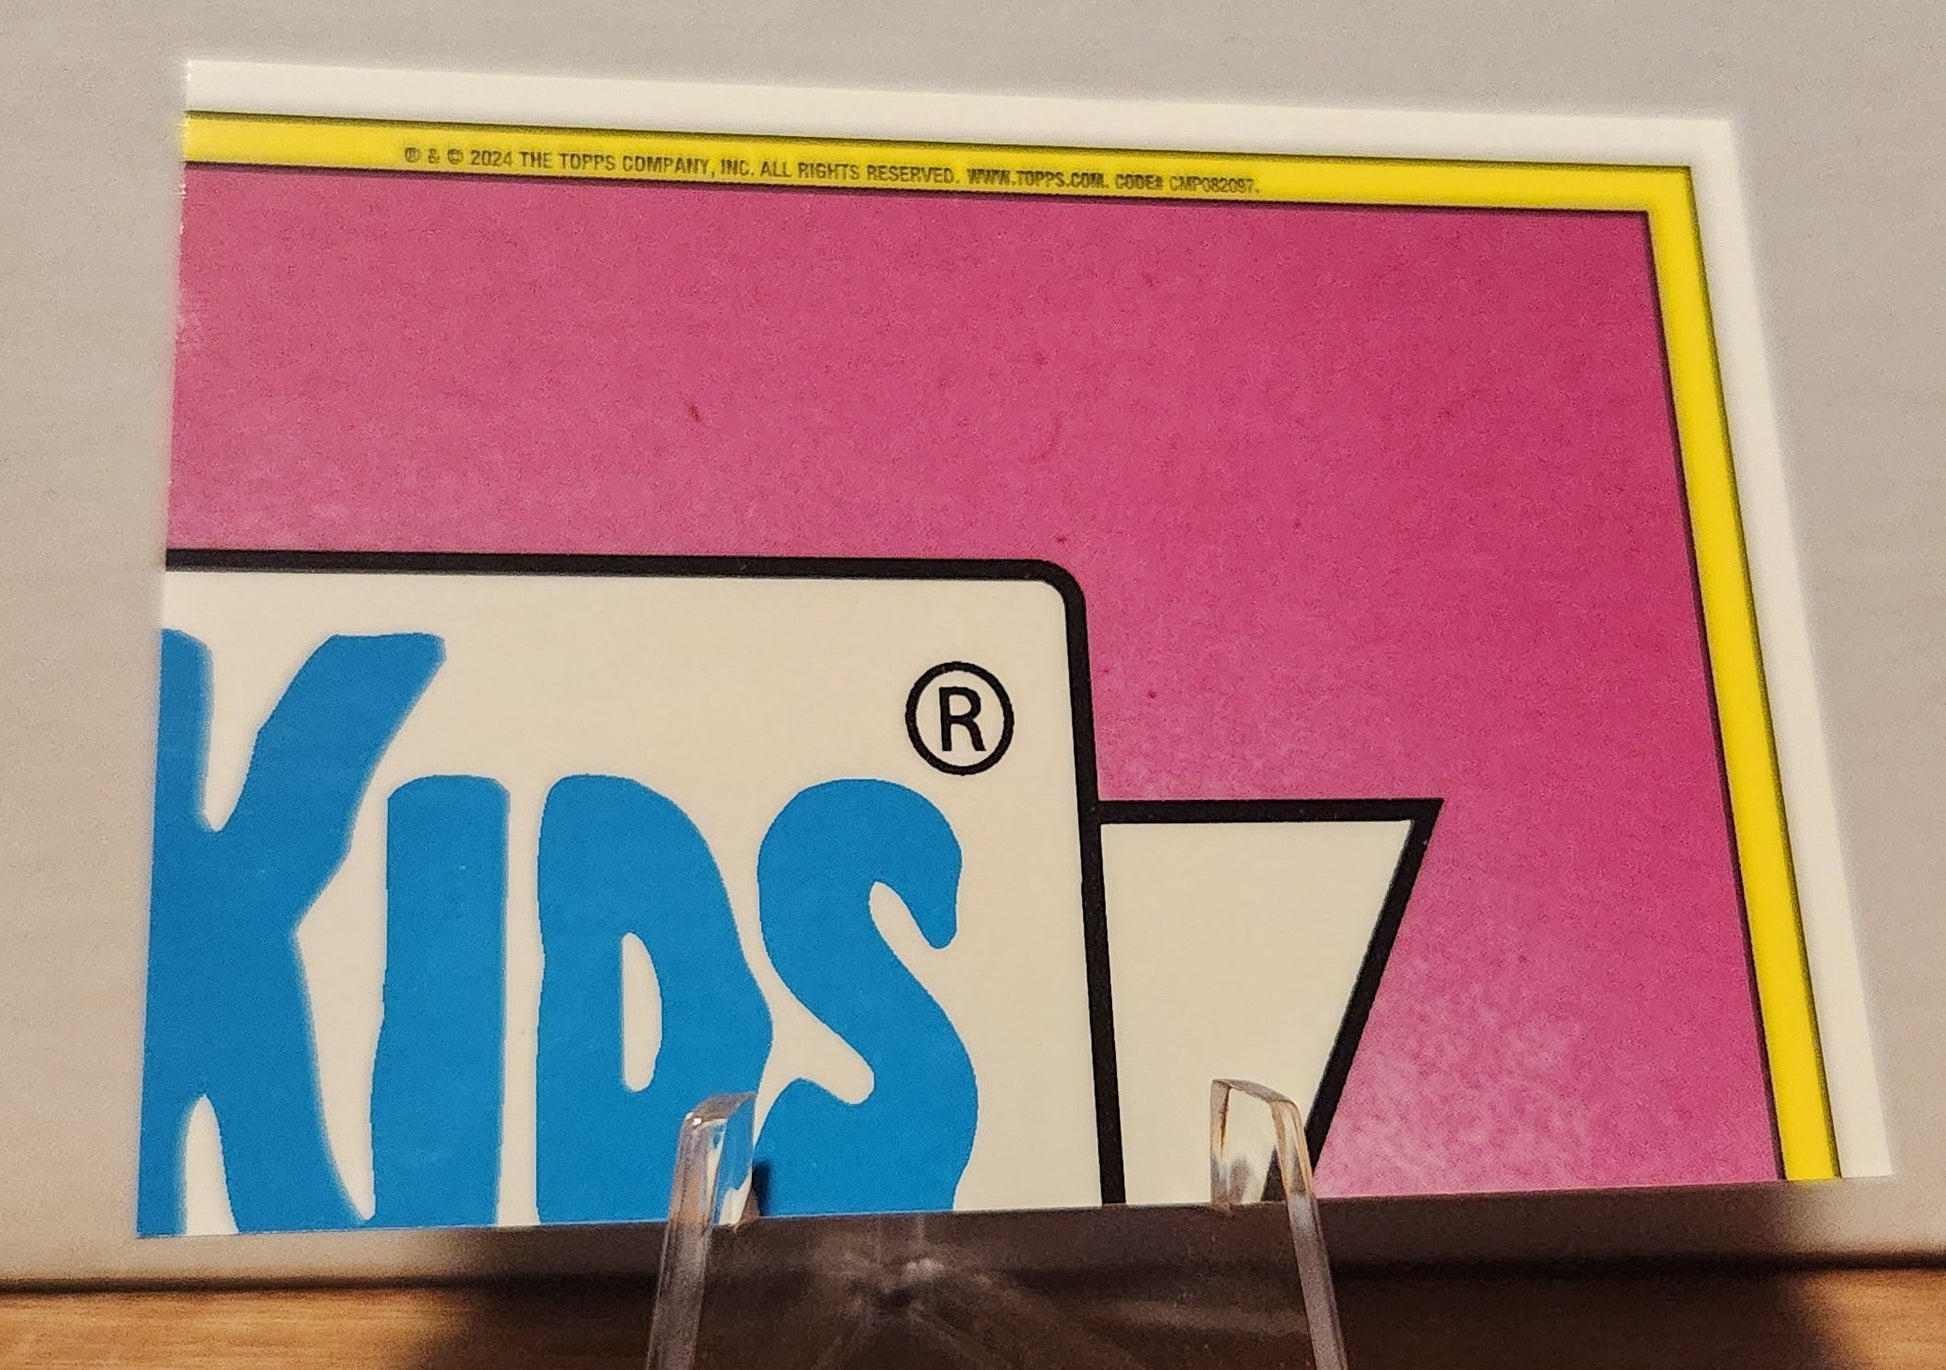 ® & © 2024 THE TOPPS COMPANY, INC. ALL RIGHTS RESERVED. WWW.TOPPS.COM. CODE# CMP082097.
KIDS®